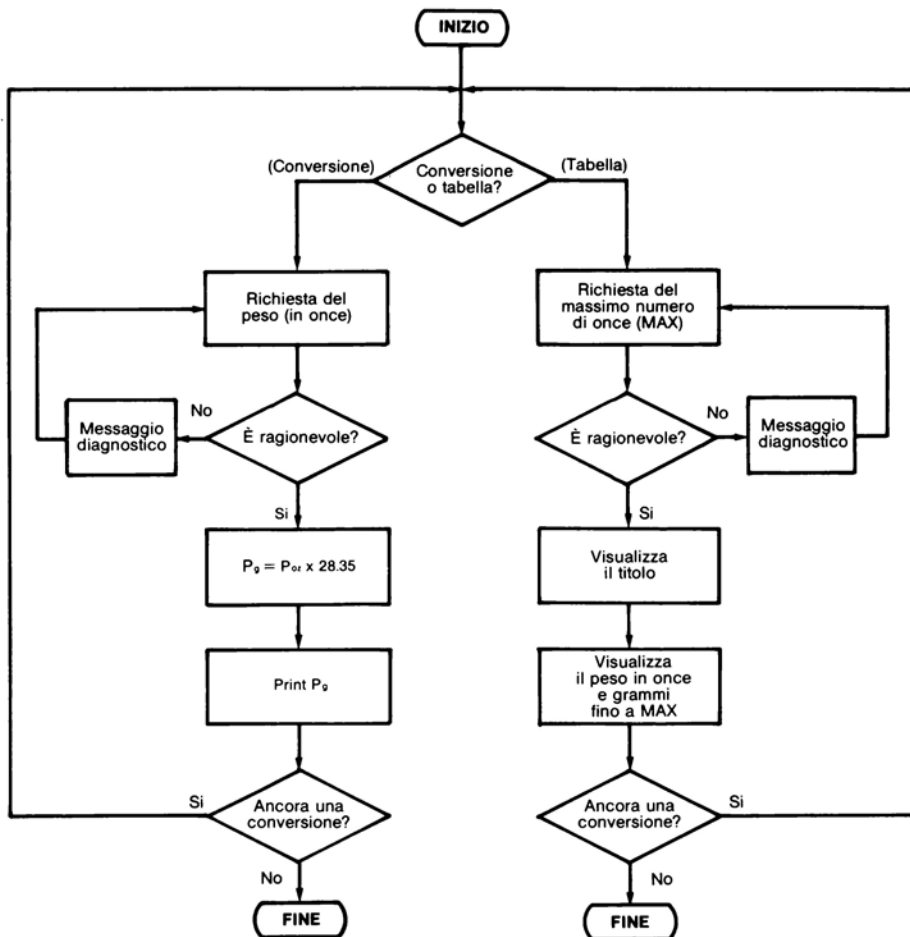 INIZIO
(Conversione)
Conversione
o tabella?
(Tabella)
Richiesta del
peso (in once)
Richiesta del
massimo numero
di once (MAX)
Messaggio
diagnostico
No
È ragionevole?
È ragionevole?
No
Messaggio
diagnostico
Si
Si
Pg = Poz x 28.35
Visualizza
il titolo
Print Pg
Visualizza
il peso in once
e grammi
fino a MAX
Si
Ancora una
conversione?
Ancora una
conversione?
Si
No
No
FINE
FINE